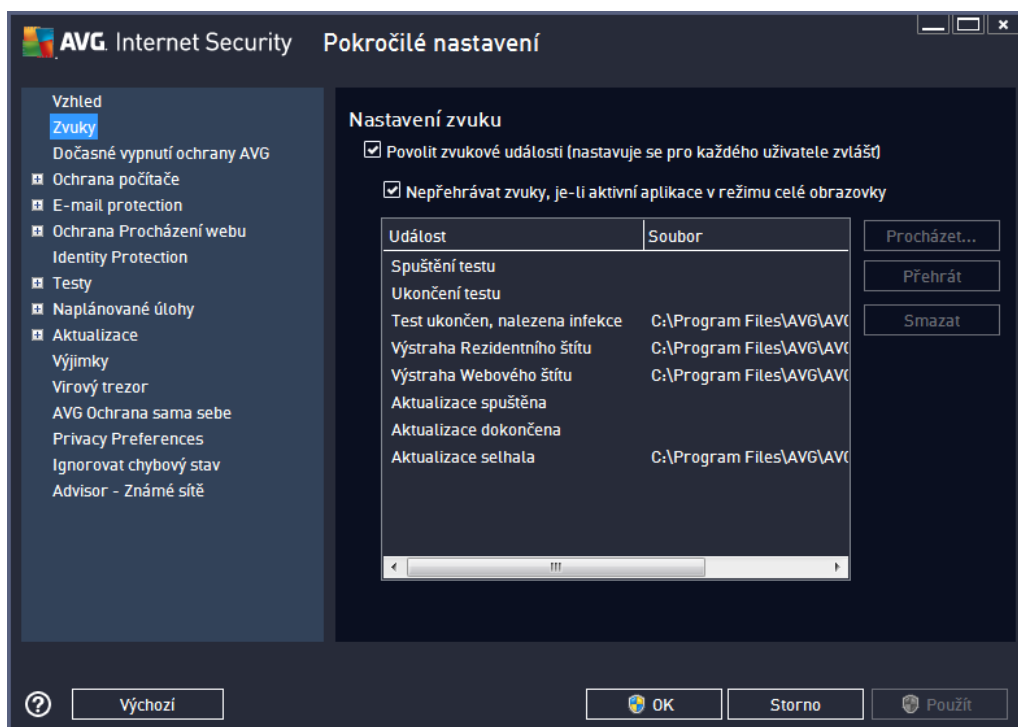 AVG. Internet Security Pokročilé nastavení
Vzhled
Zvuky
Dočasné vypnutí ochrany AVG
Ochrana počítače
E-mail protection
Ochrana Procházení webu
Identity Protection
Testy
Naplánované úlohy
Aktualizace
Výjimky
Virový trezor
AVG Ochrana sama sebe
Privacy Preferences
Ignorovat chybový stav
Advisor - Známé sítě
Nastavení zvuku
Povolit zvukové události (nastavuje se pro každého uživatele zvlášť)
Nepřehrávat zvuky, je-li aktivní aplikace v režimu celé obrazovky
Událost Soubor
Spuštění testu
Ukončení testu
Test ukončen, nalezena infekce C:\Program Files\AVG\AV
Výstraha Rezidentního štítu C:\Program Files\AVG\AV
Výstraha Webového štítu C:\Program Files\AVG\AV
Aktualizace spuštěna
Aktualizace dokončena
Aktualizace selhala C:\Program Files\AVG\AV
Procházet...
Přehrát
Smazat
Výchozí
OK
Storno
Použít